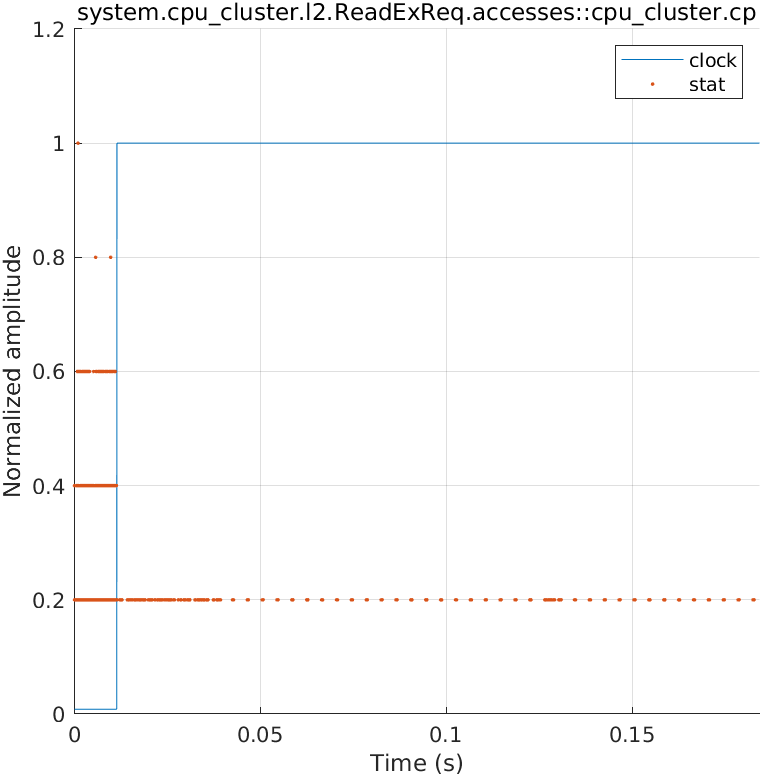 system.cpu_cluster.l2.ReadExReq.accesses::cpu_cluster.cp
1.2
clock
stat
1
0.8
0.6
0.4
0.2
0
Normalized amplitude
0
0.05
0.1
0.15
Time (s)